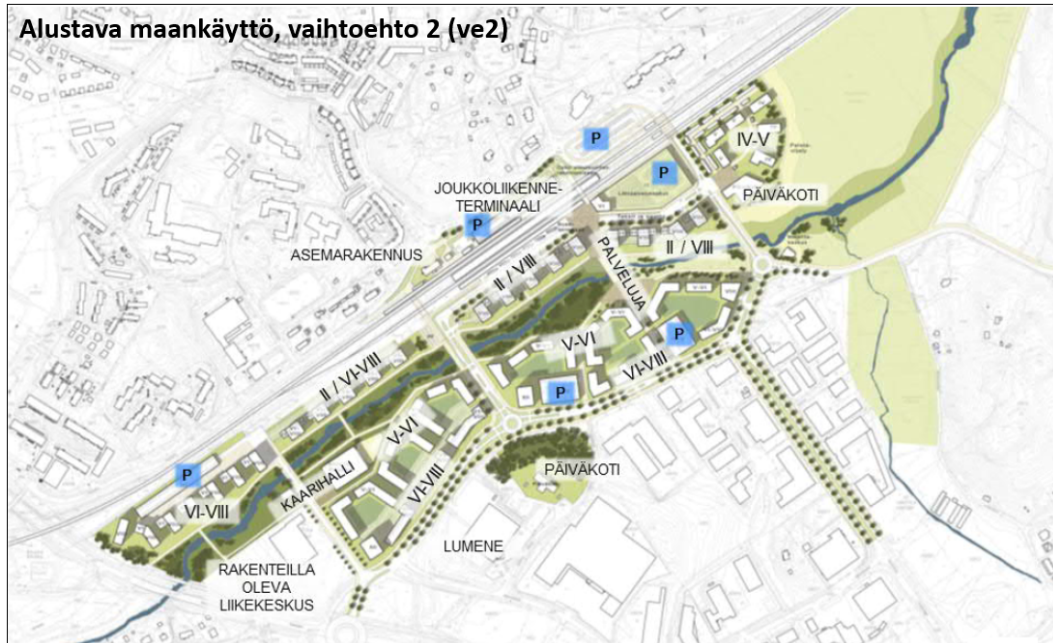 Alustava maankäyttö, vaihtoehto 2 (ve2)
P
IV-V
P
JOUKKOLIIKENNE-
TERMINAALI
PÄIVÄKOTI
P
ASEMARAKENNUS
II / VIII
PALVELUJA
II / VIII
P
V-VI
VI-VIII
II / VI-VIII
P
V-VI
VI-VIII
PÄIVÄKOTI
P
KAARIHALLI
VI-VIII
LUMENE
RAKENTEILLA
OLEVA
LIIKEKESKUS